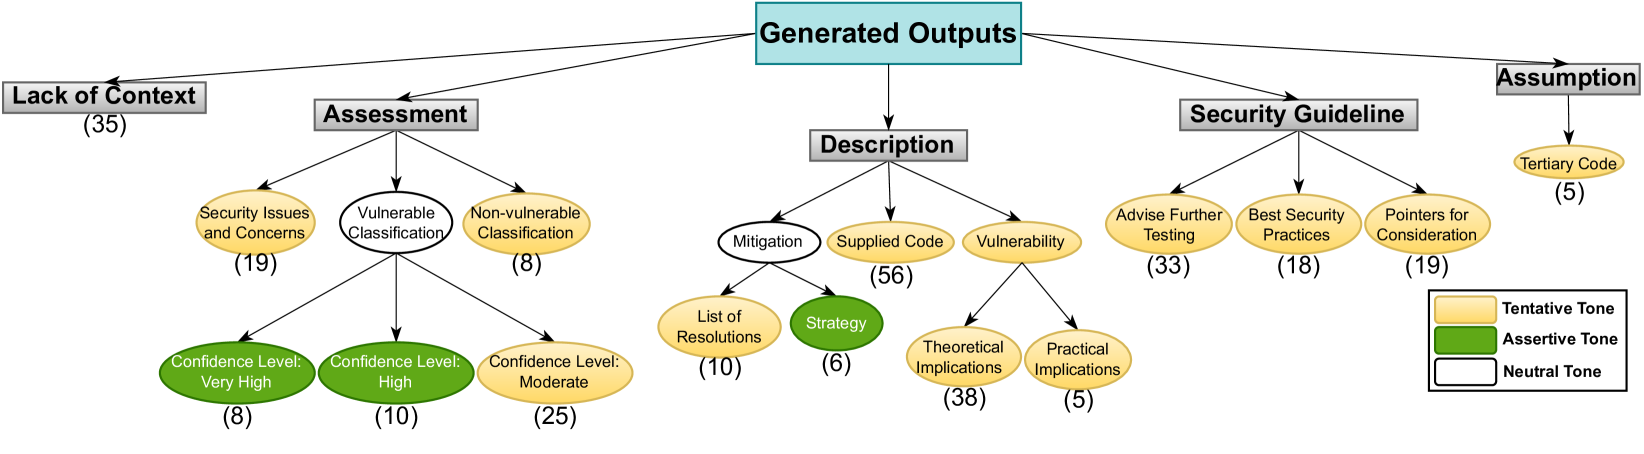 Generated Outputs
Lack of Context
(35)
Assessment
Security Issues
and Concerns
(19)
Vulnerable
Classification
Non-vulnerable
Classification
(8)
Confidence Level:
Very High
(8)
Confidence Level:
High
(10)
Confidence Level:
Moderate
(25)
Description
Mitigation
Supplied Code
(56)
Vulnerability
List of
Resolutions
(10)
Strategy
(6)
Theoretical
Implications
(38)
Practical
Implications
(5)
Security Guideline
Advise Further
Testing
(33)
Best Security
Practices
(18)
Pointers for
Consideration
(19)
Assumption
Tertiary Code
(5)
Tentative Tone
Assertive Tone
Neutral Tone